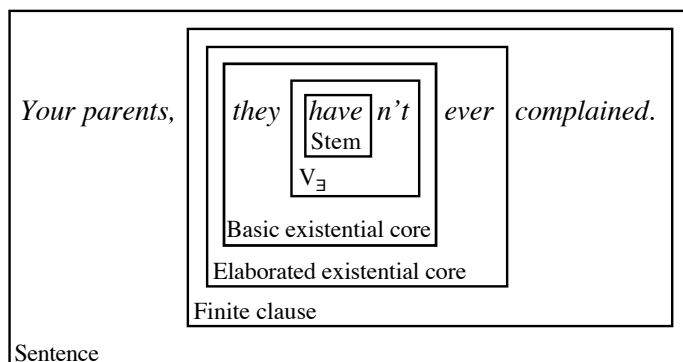 Your parents, they have n't ever complained.
Stem
V∃
Basic existential core
Elaborated existential core
Finite clause
Sentence